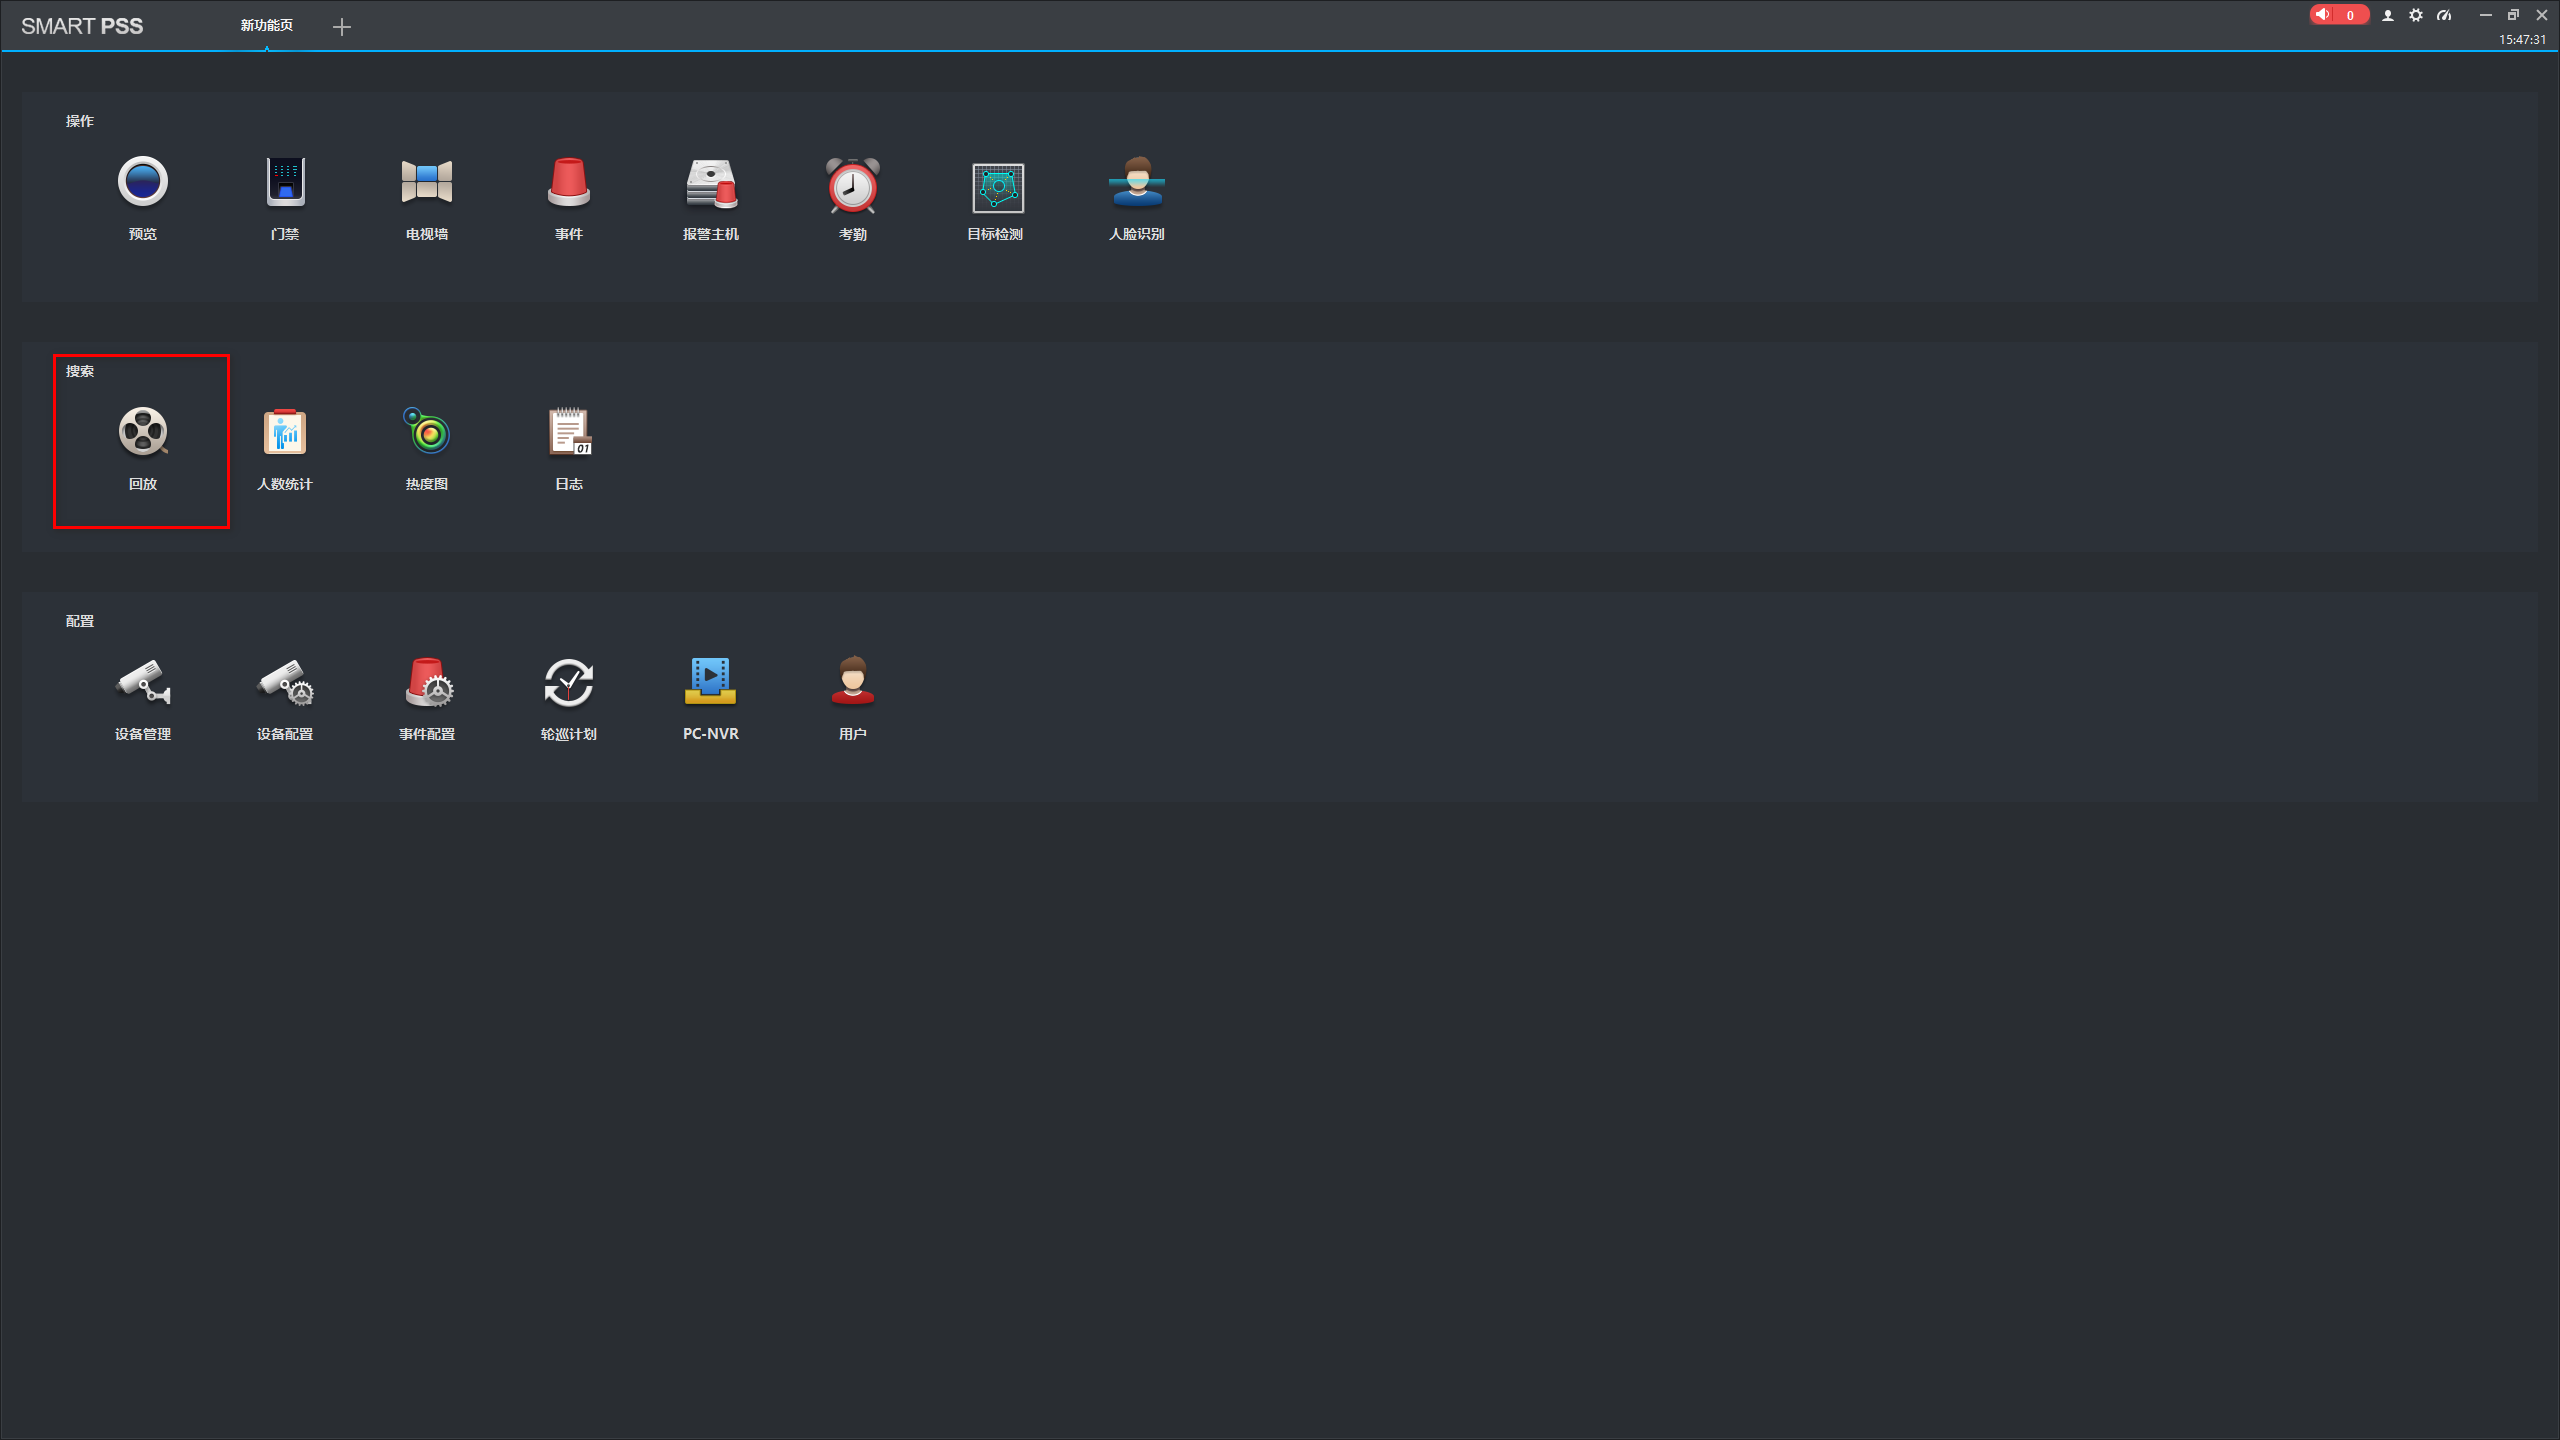 SMART PSS
新功能页
0
15:47:31
操作
预览 门禁 电视墙 事件 报警主机 考勤 目标检测 人脸识别
搜索
回放 人数统计 热度图 日志
01
配置
设备管理 设备配置 事件配置 轮巡计划 PC-NVR 用户